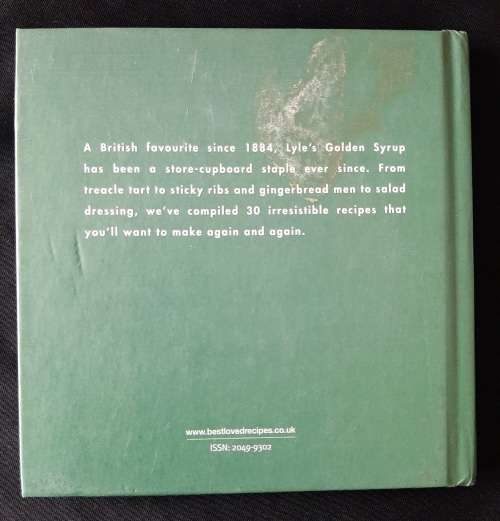 A British favourite since 1884, Lyle's Golden Syrup
has been a store-cupboard staple ever since. From
treacle tart to sticky ribs and gingerbread men to salad
dressing, we've compiled 30 irresistible recipes that
you'll want to make again and again.
www.bestlovedrecipes.co.uk
ISSN: 2049-9302